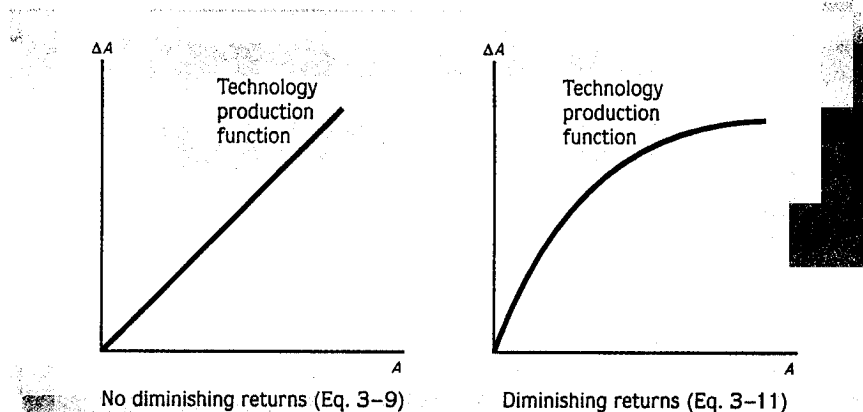 ΔA
Technology
production
function
A
No diminishing returns (Eq. 3–9)
ΔA
Technology
production
function
A
Diminishing returns (Eq. 3–11)